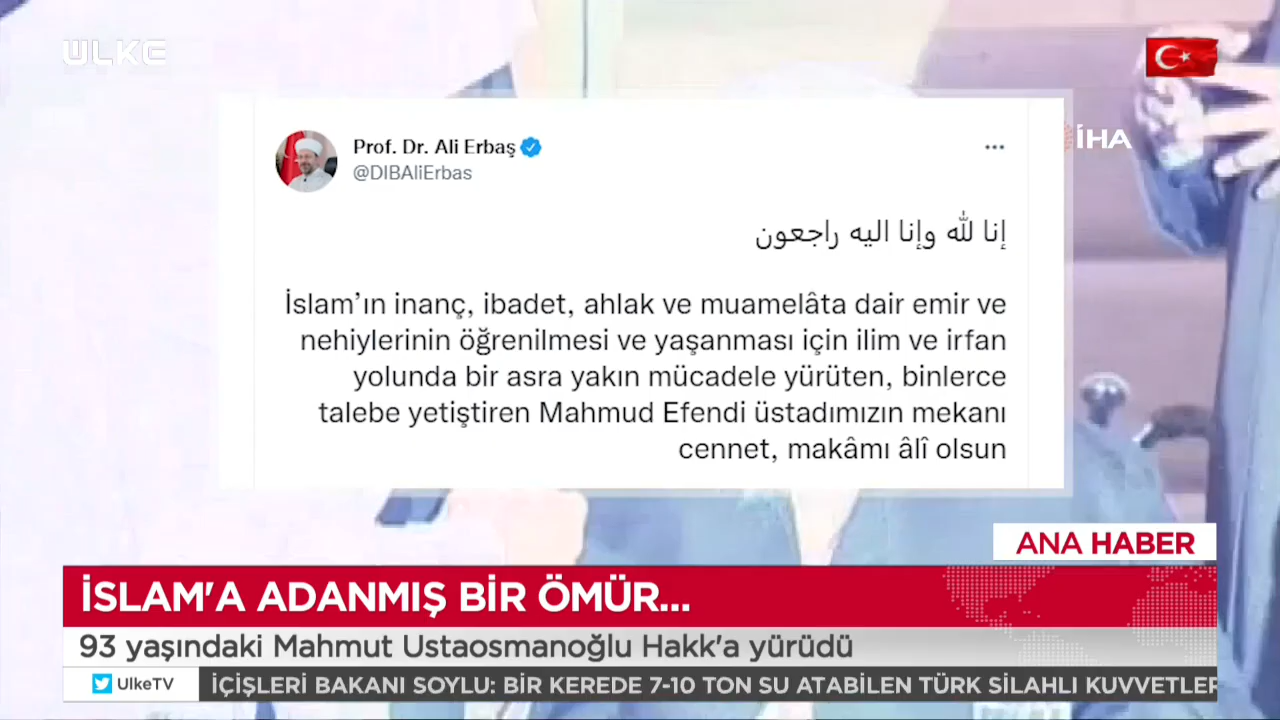 ÜLKE
İHA
Prof. Dr. Ali Erbaş
@DIBAliErbas
إنا لله وإنا اليه راجعون
İslam’ın inanç, ibadet, ahlak ve muamelâta dair emir ve
nehiylerinin öğrenilmesi ve yaşanması için ilim ve irfan
yolunda bir asra yakın mücadele yürüten, binlerce
talebe yetiştiren Mahmud Efendi üstadımızın mekanı
cennet, makâmı âlî olsun
ANA HABER
İSLAM'A ADANMIŞ BİR ÖMÜR...
93 yaşındaki Mahmut Ustaosmanoğlu Hakk'a yürüdü
UlkeTV
İÇİŞLERİ BAKANI SOYLU: BİR KEREDE 7-10 TON SU ATABİLEN TÜRK SİLAHLI KUVVETLER